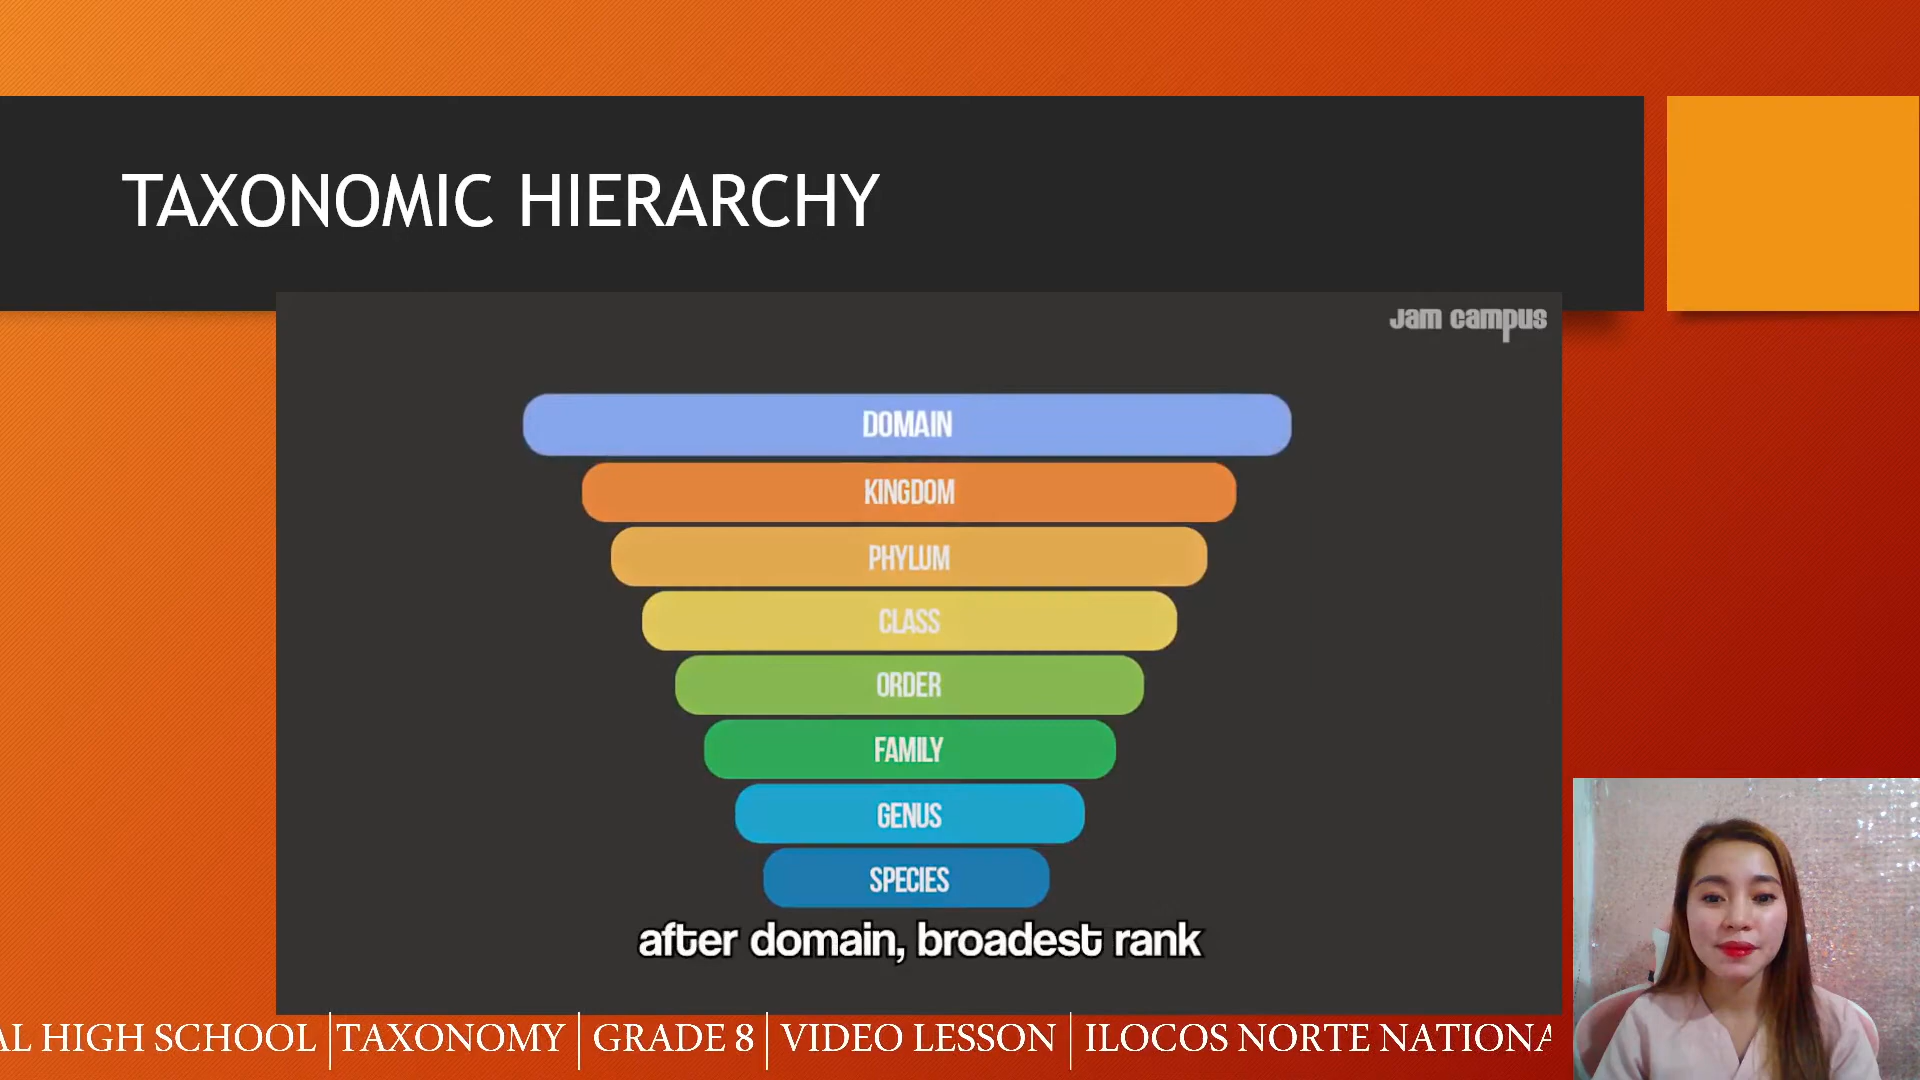 TAXONOMIC HIERARCHY
Jam campus
DOMAIN
KINGDOM
PHYLUM
CLASS
ORDER
FAMILY
GENUS
SPECIES
after domain, broadest rank
AL HIGH SCHOOL | TAXONOMY | GRADE 8 | VIDEO LESSON | ILOCOS NORTE NATIONA